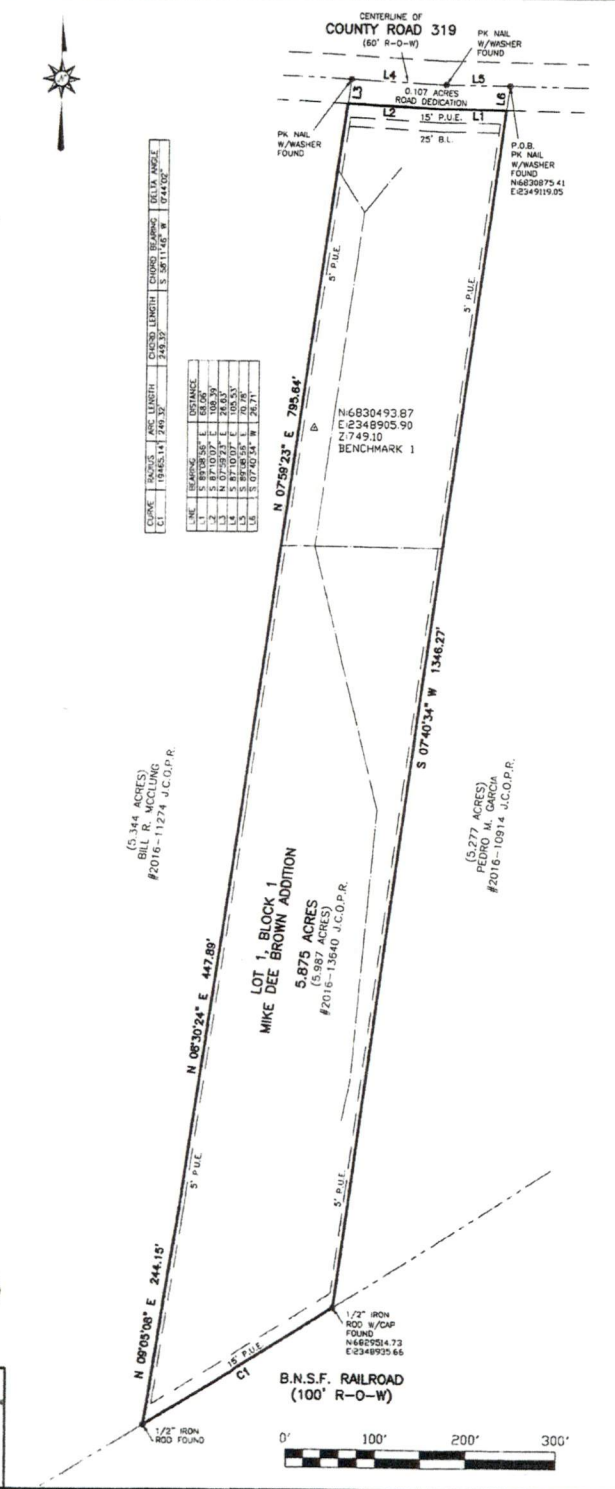 CENTERLINE OF
COUNTY ROAD 319
(60' R-O-W)
PK NAIL
W/WASHER
FOUND
L4
L5
L3
0.107 ACRES
ROAD DEDICATION
L6
L2
15' P.U.E.
L1
25' B.L.
PK NAIL
W/WASHER
FOUND
P.O.B.
PK NAIL
W/WASHER
FOUND
N:6830875.41
E:2349119.05
CURVE RADIUS ARC LENGTH CHORD LENGTH CHORD BEARING DELTA ANGLE
C1 19465.14' 249.32' 249.32' S 58°11'46" W 0°44'02"
LINE BEARING DISTANCE
L1 S 89°08'56" E 68.06'
L2 S 87°10'07" E 108.39'
L3 N 07°59'23" E 26.63'
L4 S 87°10'07" E 105.53'
L5 S 89°08'56" E 70.78'
L6 S 07°40'34" W 26.71'
5' P.U.E.
5' P.U.E.
N 07°59'23" E 795.64'
N:6830493.87
E:2348905.90
Z:749.10
BENCHMARK 1
S 07°40'34" W 1346.27'
(5.344 ACRES)
BILL R. MCCLUNG
#2016-11274 J.C.O.P.R.
(5.277 ACRES)
PEDRO M. GARCIA
#2016-10914 J.C.O.P.R.
LOT 1, BLOCK 1
MIKE DEE BROWN ADDITION
5.875 ACRES
(5.987 ACRES)
#2016-13640 J.C.O.P.R.
N 08°30'24" E 447.89'
5' P.U.E.
5' P.U.E.
N 09°05'08" E 244.15'
15' P.U.E.
C1
1/2" IRON
ROD W/CAP
FOUND
N:6829514.73
E:2348935.66
B.N.S.F. RAILROAD
(100' R-O-W)
1/2" IRON
ROD FOUND
0' 100' 200' 300'